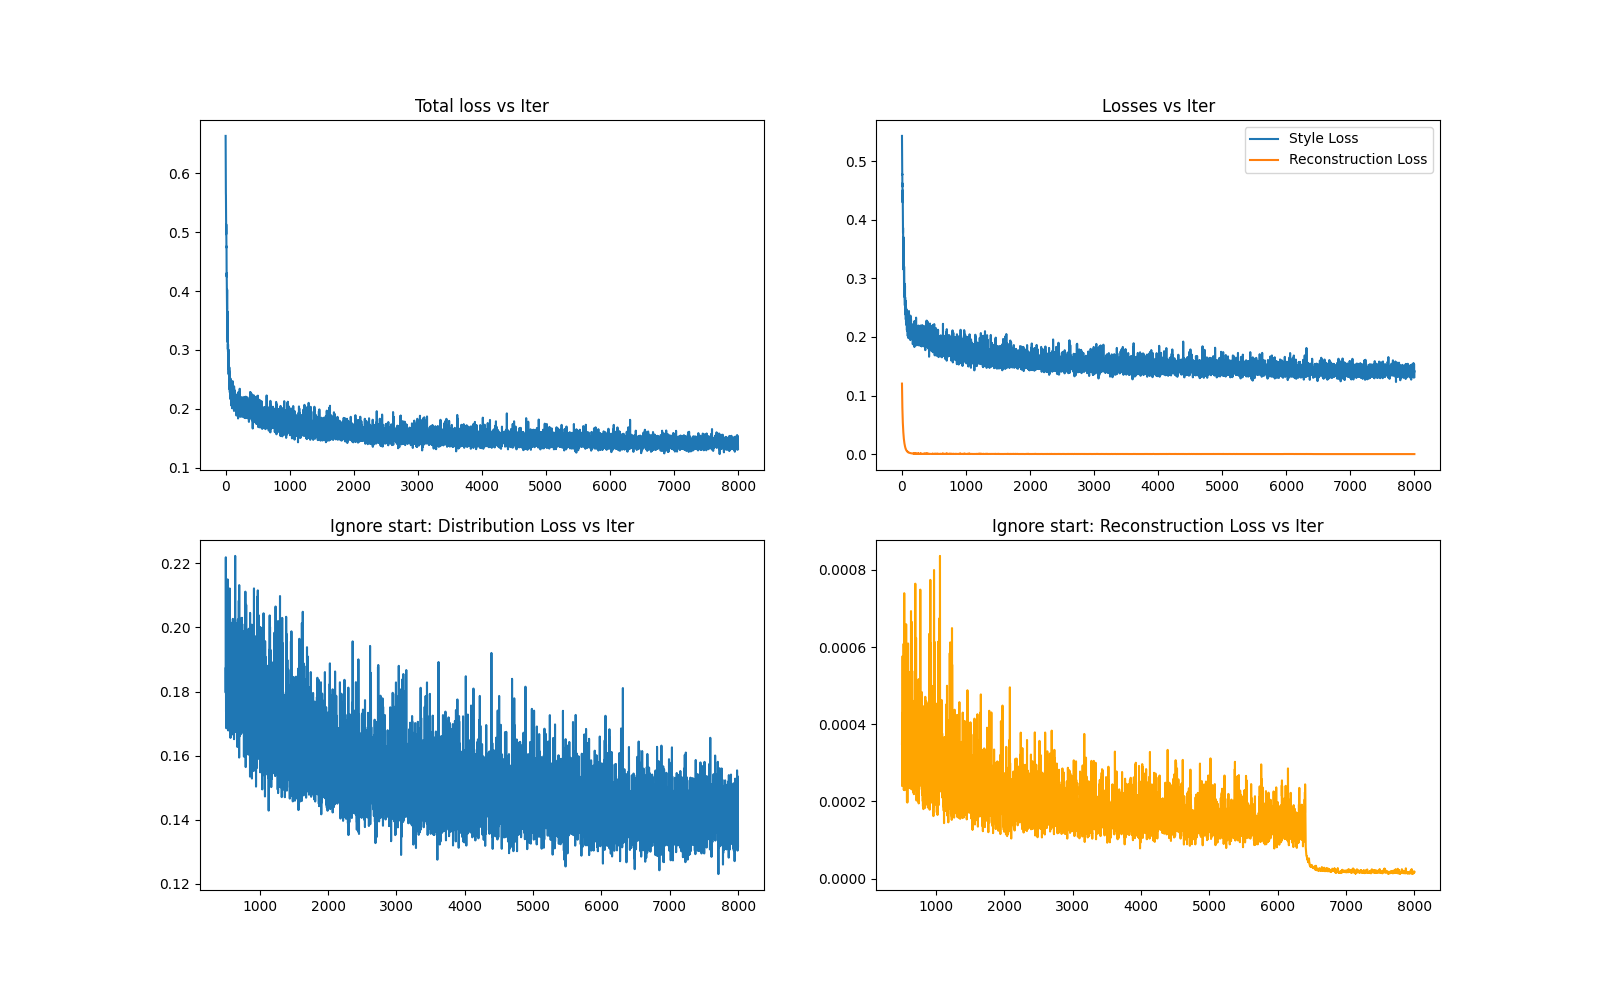 Total loss vs Iter
0.6
0.5
0.4
0.3
0.2
0.1
0 1000 2000 3000 4000 5000 6000 7000 8000
Losses vs Iter
Style Loss
Reconstruction Loss
0.5
0.4
0.3
0.2
0.1
0.0
0 1000 2000 3000 4000 5000 6000 7000 8000
Ignore start: Distribution Loss vs Iter
0.22
0.20
0.18
0.16
0.14
0.12
1000 2000 3000 4000 5000 6000 7000 8000
Ignore start: Reconstruction Loss vs Iter
0.0008
0.0006
0.0004
0.0002
0.0000
1000 2000 3000 4000 5000 6000 7000 8000